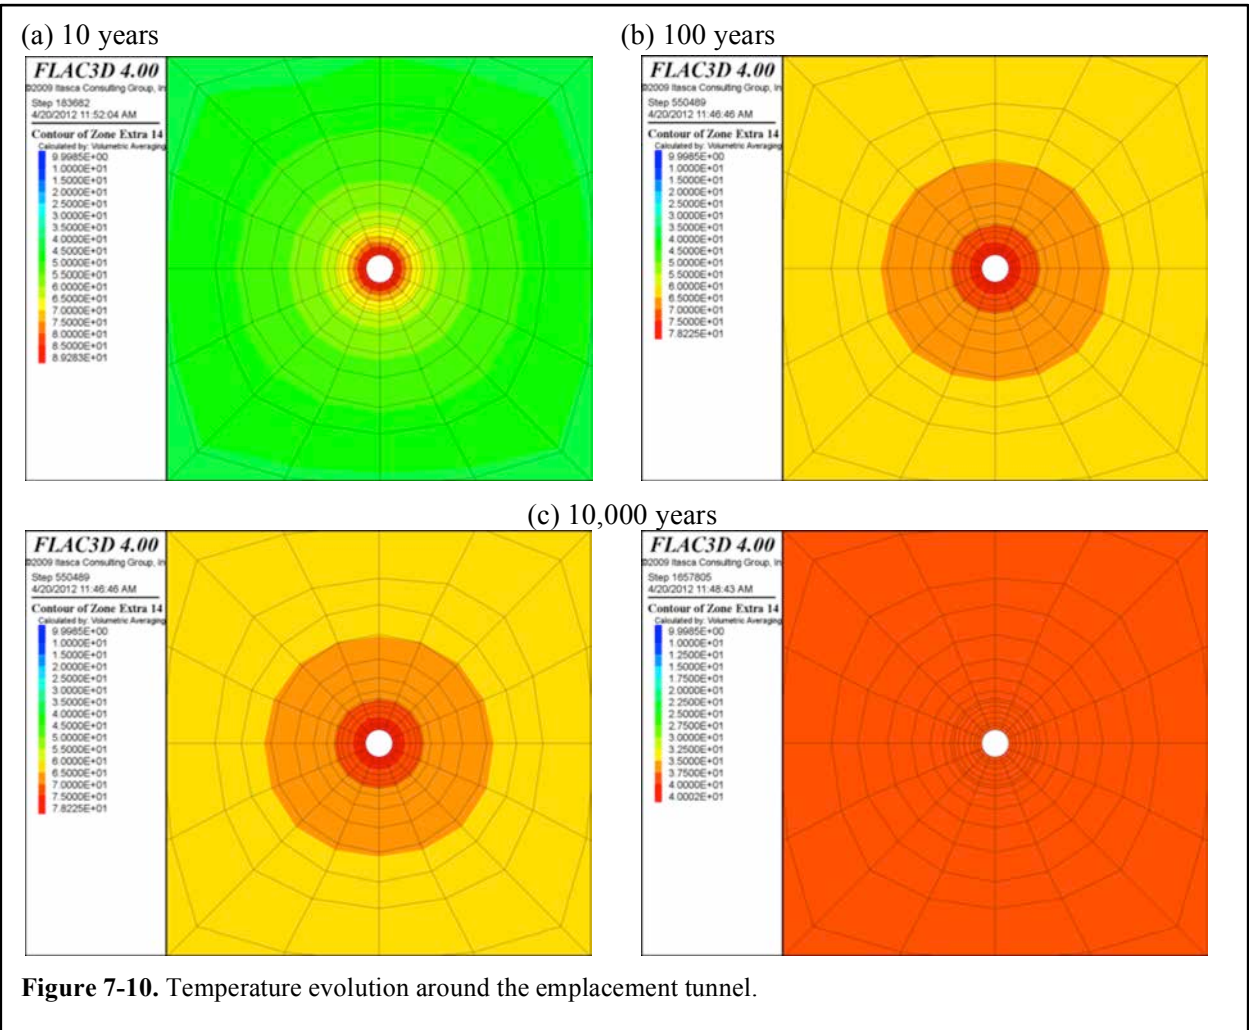 (a) 10 years
(b) 100 years
FLAC3D 4.00
©2009 Itasca Consulting Group, In
Step 183682
4/20/2012 11:52:04 AM
Contour of Zone Extra 14
Calculated by: Volumetric Averaging
9.9985E+00
1.0000E+01
1.5000E+01
2.0000E+01
2.5000E+01
3.0000E+01
3.5000E+01
4.0000E+01
4.5000E+01
5.0000E+01
5.5000E+01
6.0000E+01
6.5000E+01
7.0000E+01
7.5000E+01
8.0000E+01
8.5000E+01
8.9283E+01
FLAC3D 4.00
©2009 Itasca Consulting Group, In
Step 550489
4/20/2012 11:46:46 AM
Contour of Zone Extra 14
Calculated by: Volumetric Averaging
9.9985E+00
1.0000E+01
1.5000E+01
2.0000E+01
2.5000E+01
3.0000E+01
3.5000E+01
4.0000E+01
4.5000E+01
5.0000E+01
5.5000E+01
6.0000E+01
6.5000E+01
7.0000E+01
7.5000E+01
7.8225E+01
(c) 10,000 years
FLAC3D 4.00
©2009 Itasca Consulting Group, In
Step 550489
4/20/2012 11:46:46 AM
Contour of Zone Extra 14
Calculated by: Volumetric Averaging
9.9985E+00
1.0000E+01
1.5000E+01
2.0000E+01
2.5000E+01
3.0000E+01
3.5000E+01
4.0000E+01
4.5000E+01
5.0000E+01
5.5000E+01
6.0000E+01
6.5000E+01
7.0000E+01
7.5000E+01
7.8225E+01
FLAC3D 4.00
©2009 Itasca Consulting Group, In
Step 1657805
4/20/2012 11:48:43 AM
Contour of Zone Extra 14
Calculated by: Volumetric Averaging
9.9985E+00
1.0000E+01
1.2500E+01
1.5000E+01
1.7500E+01
2.0000E+01
2.2500E+01
2.5000E+01
2.7500E+01
3.0000E+01
3.2500E+01
3.5000E+01
3.7500E+01
4.0000E+01
4.0002E+01
Figure 7-10. Temperature evolution around the emplacement tunnel.